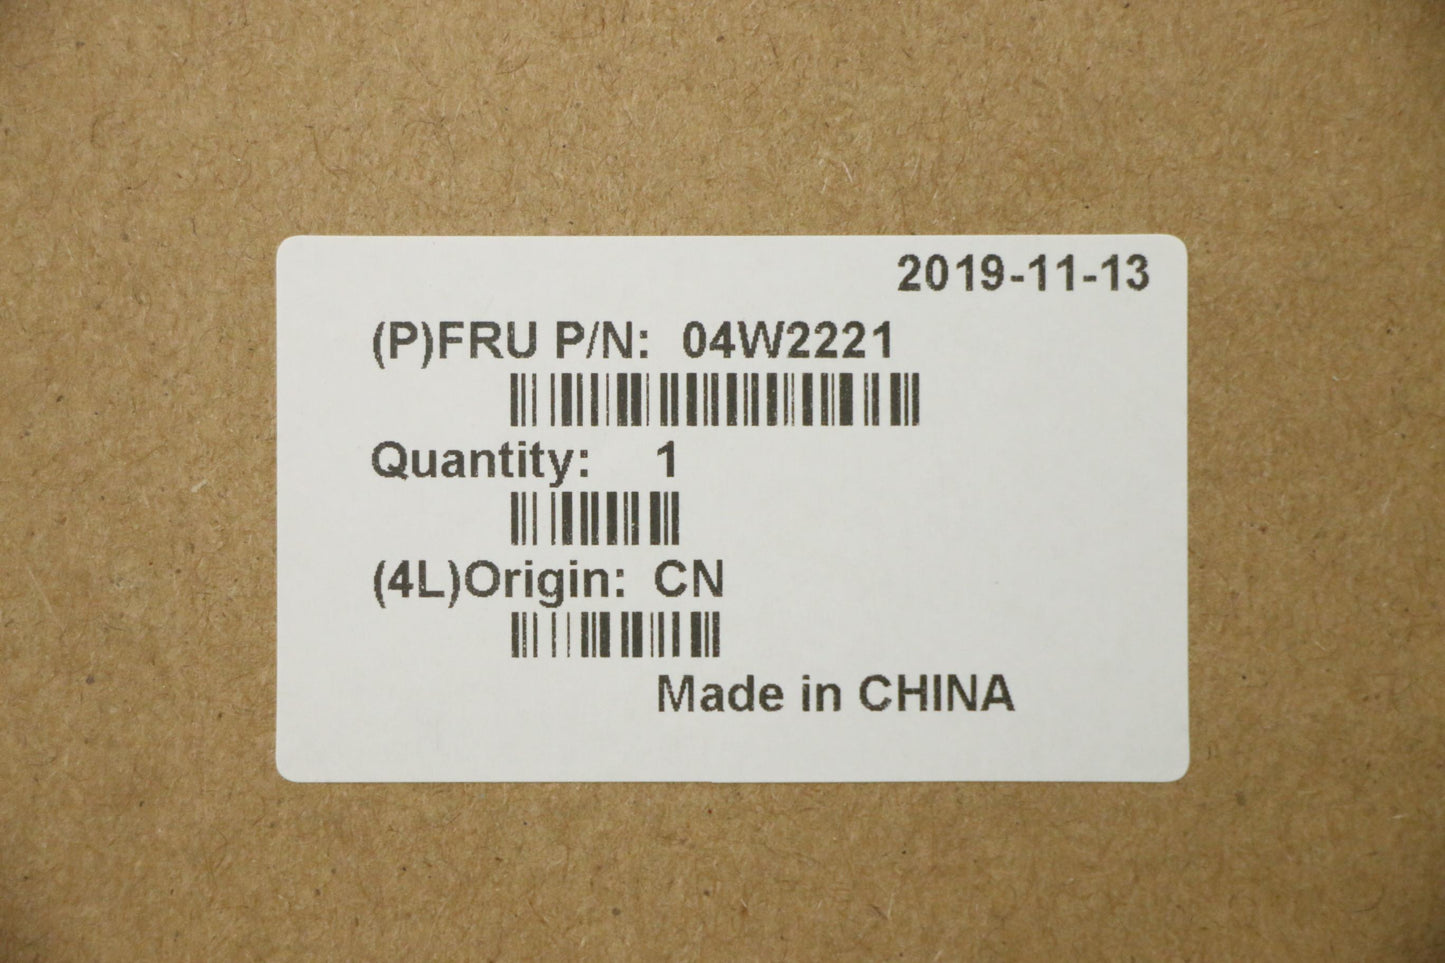 2019-11-13
(P)FRU P/N: 04W2221
Quantity: 1
(4L)Origin: CN
Made in CHINA